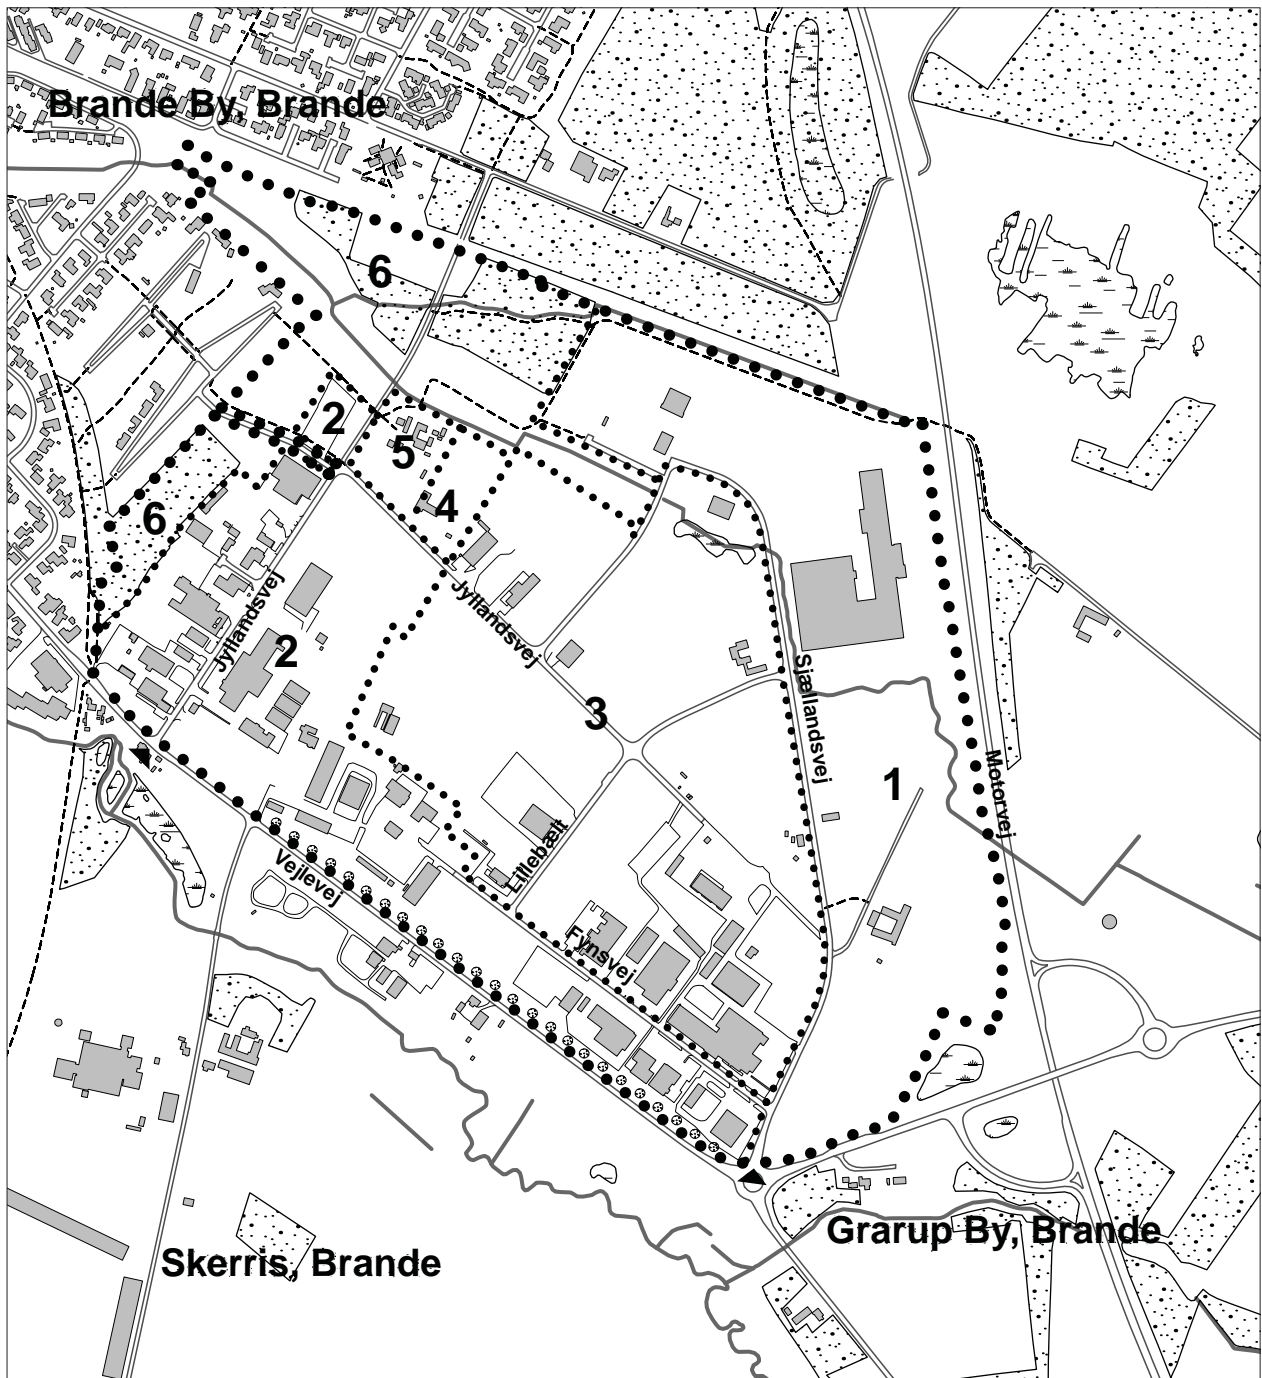 Brande By, Brande
6
2
5
4
6
Jyllandsvej
Jyllandsvej
2
3
Sjællandsvej
1
Motorvej
Lillebælt
Vejlevej
Fynsvej
Grarup By, Brande
Skerris, Brande